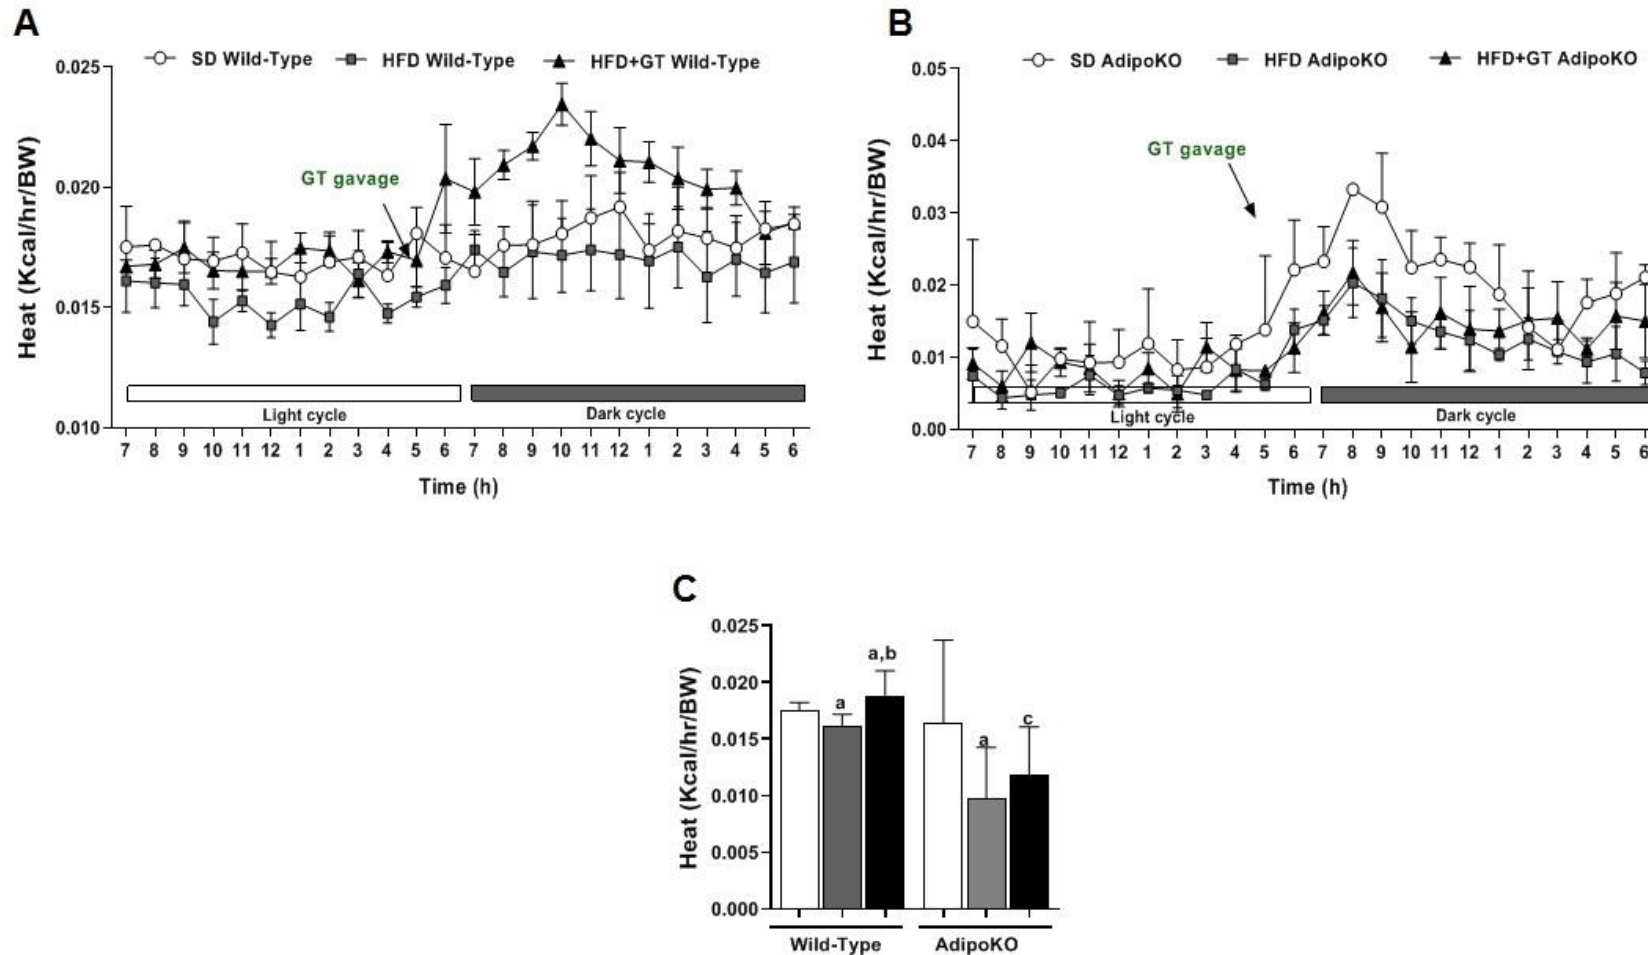 A
SD Wild-Type HFD Wild-Type HFD+GT Wild-Type
0.025
0.020
0.015
0.010
Heat (Kcal/hr/BW)
GT gavage
Light cycle Dark cycle
7 8 9 10 11 12 1 2 3 4 5 6 7 8 9 10 11 12 1 2 3 4 5 6
Time (h)
B
SD AdipoKO HFD AdipoKO HFD+GT AdipoKO
0.05
0.04
0.03
0.02
0.01
0.00
Heat (Kcal/hr/BW)
GT gavage
Light cycle Dark cycle
7 8 9 10 11 12 1 2 3 4 5 6 7 8 9 10 11 12 1 2 3 4 5 6
Time (h)
C
0.025
0.020
0.015
0.010
0.005
0.000
Heat (Kcal/hr/BW)
a a,b a c
Wild-Type AdipoKO